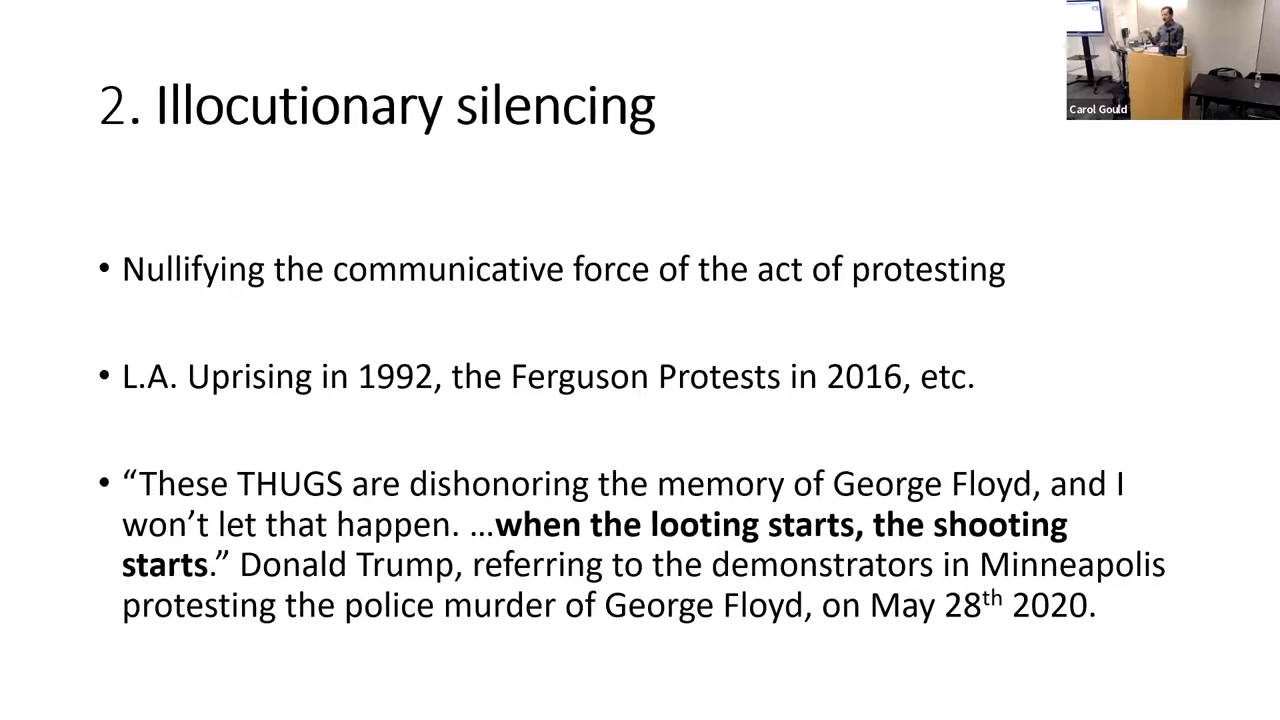 Carol Gould
2. Illocutionary silencing
• Nullifying the communicative force of the act of protesting
• L.A. Uprising in 1992, the Ferguson Protests in 2016, etc.
• “These THUGS are dishonoring the memory of George Floyd, and I
won’t let that happen. …when the looting starts, the shooting
starts.” Donald Trump, referring to the demonstrators in Minneapolis
protesting the police murder of George Floyd, on May 28th 2020.